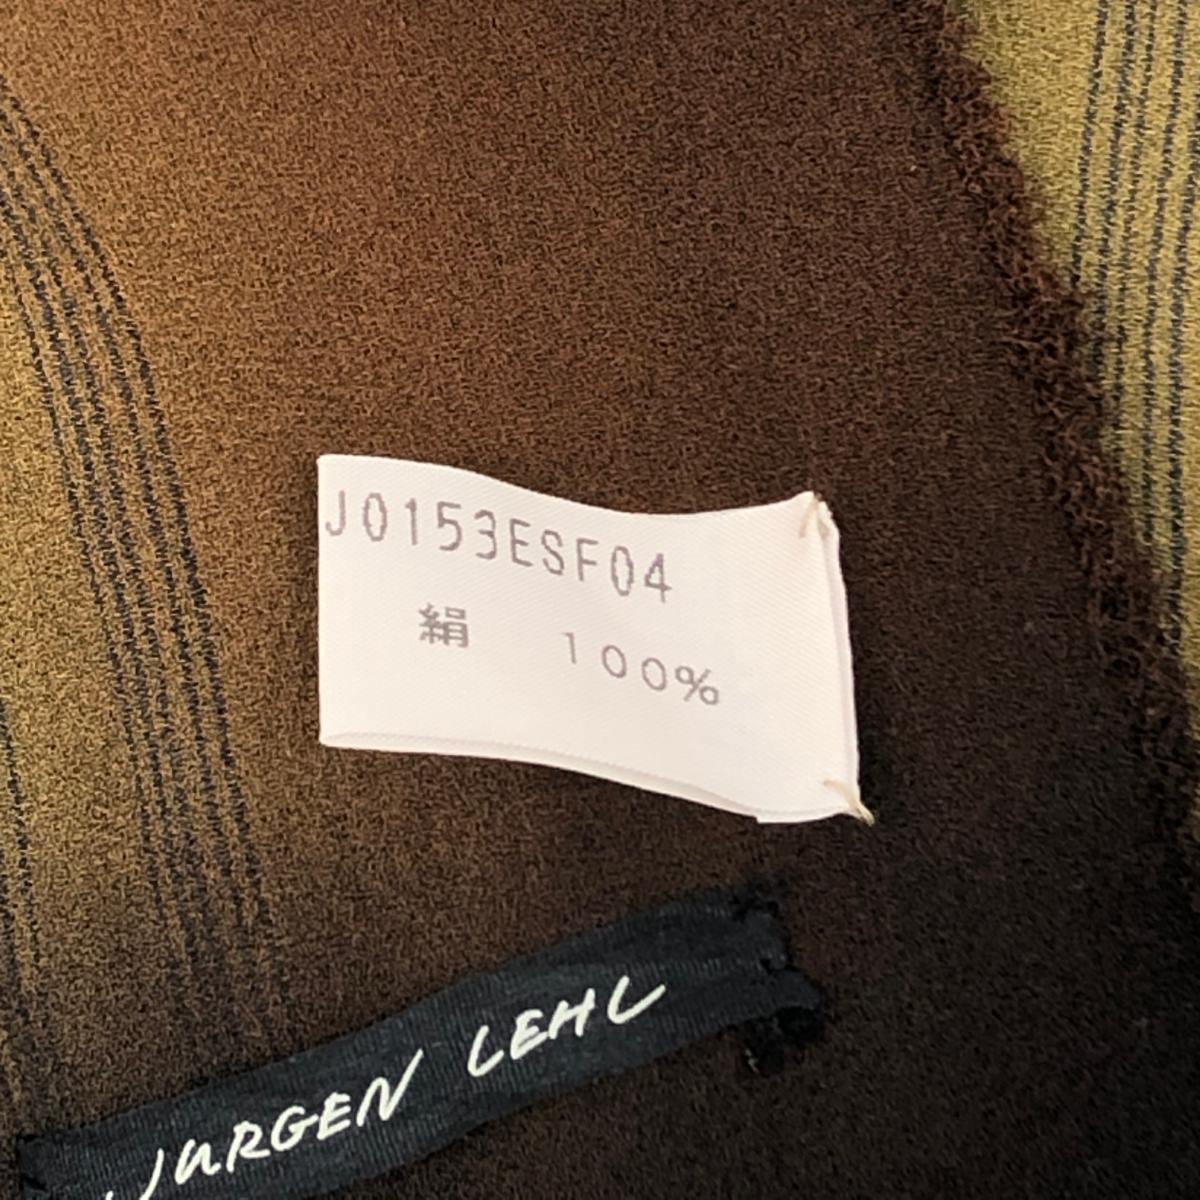 J0153ESF04
絹 100%
JURGEN LEHL